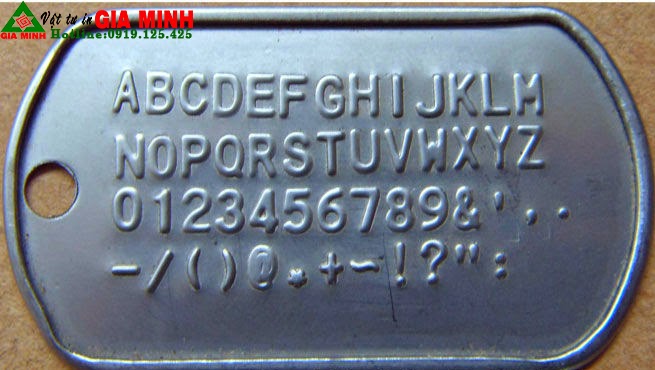 Vật tư in GIA MINH
GIA MINH Hotline:0919.125.425
ABCDEFGHIJKLM
NOPQRSTUVWXYZ
0123456789&'..
-/()@*+~!?":